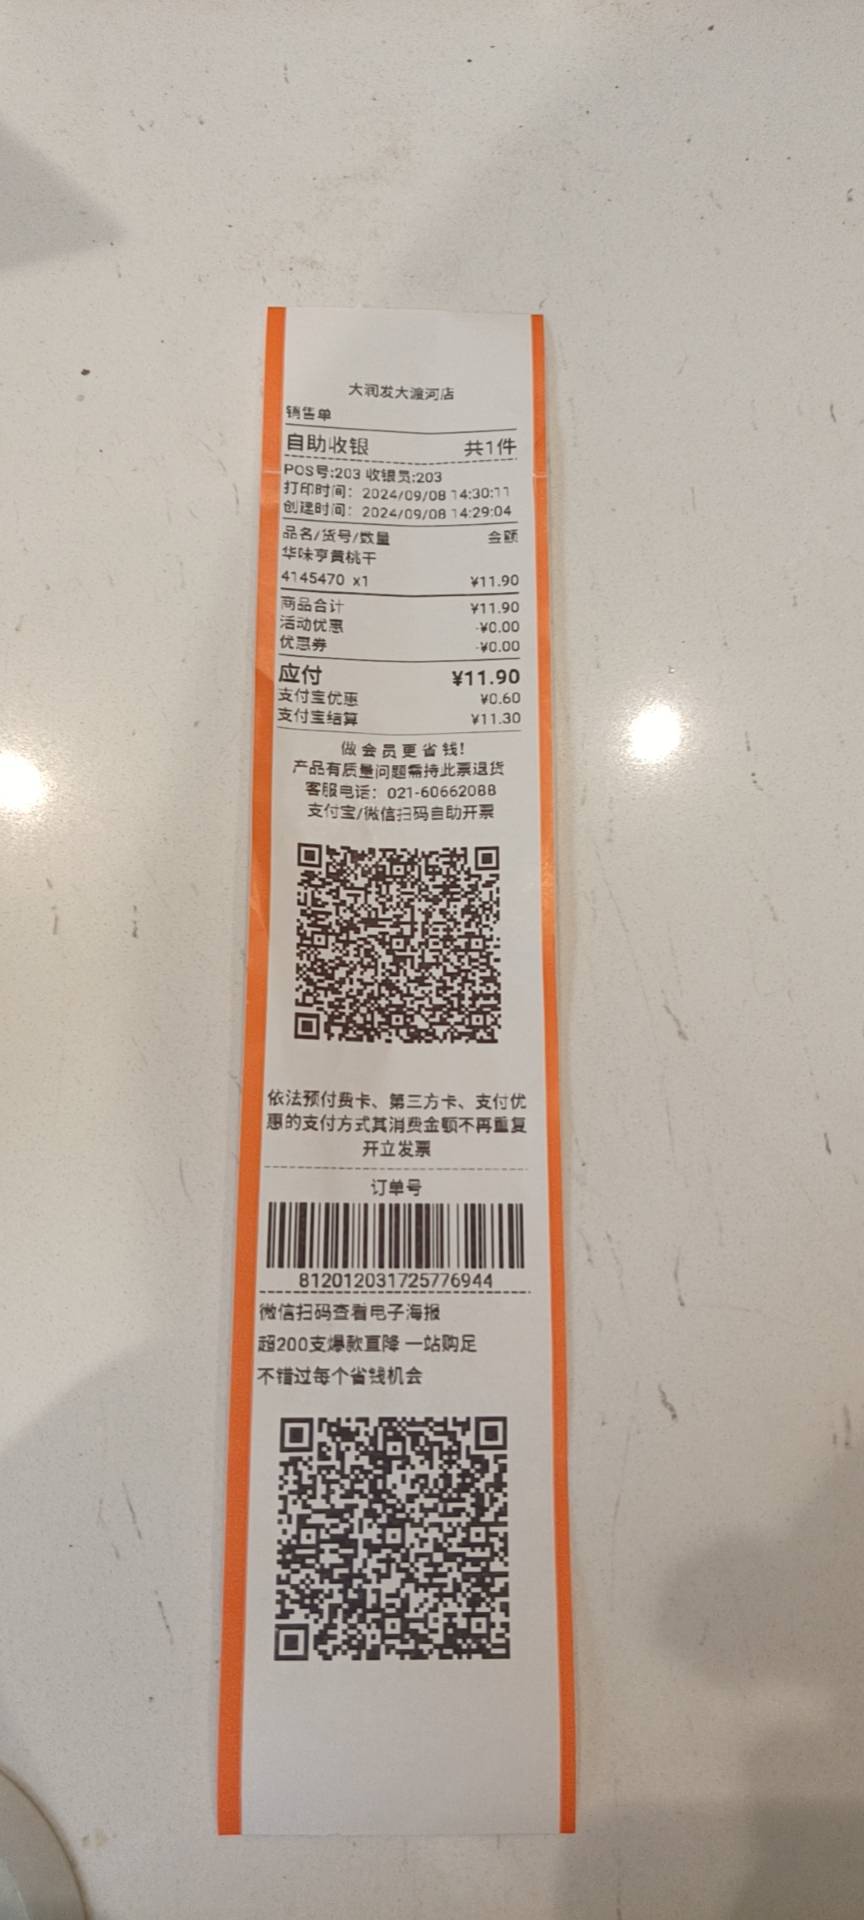 大润发大渡河店
销售单
自助收银 共1件
POS号:203 收银员:203
打印时间: 2024/09/08 14:30:11
创建时间: 2024/09/08 14:29:04
品名/货号/数量 金额
华味亨黄桃干
4145470 x1 ¥11.90
商品合计 ¥11.90
活动优惠 -¥0.00
优惠券 -¥0.00
应付 ¥11.90
支付宝优惠 ¥0.60
支付宝结算 ¥11.30
做会员更省钱!
产品有质量问题需持此票退货
客服电话: 021-60662088
支付宝/微信扫码自助开票
依法预付费卡、第三方卡、支付优
惠的支付方式其消费金额不再重复
开立发票
订单号
812012031725776944
微信扫码查看电子海报
超200支爆款直降 一站购足
不错过每个省钱机会